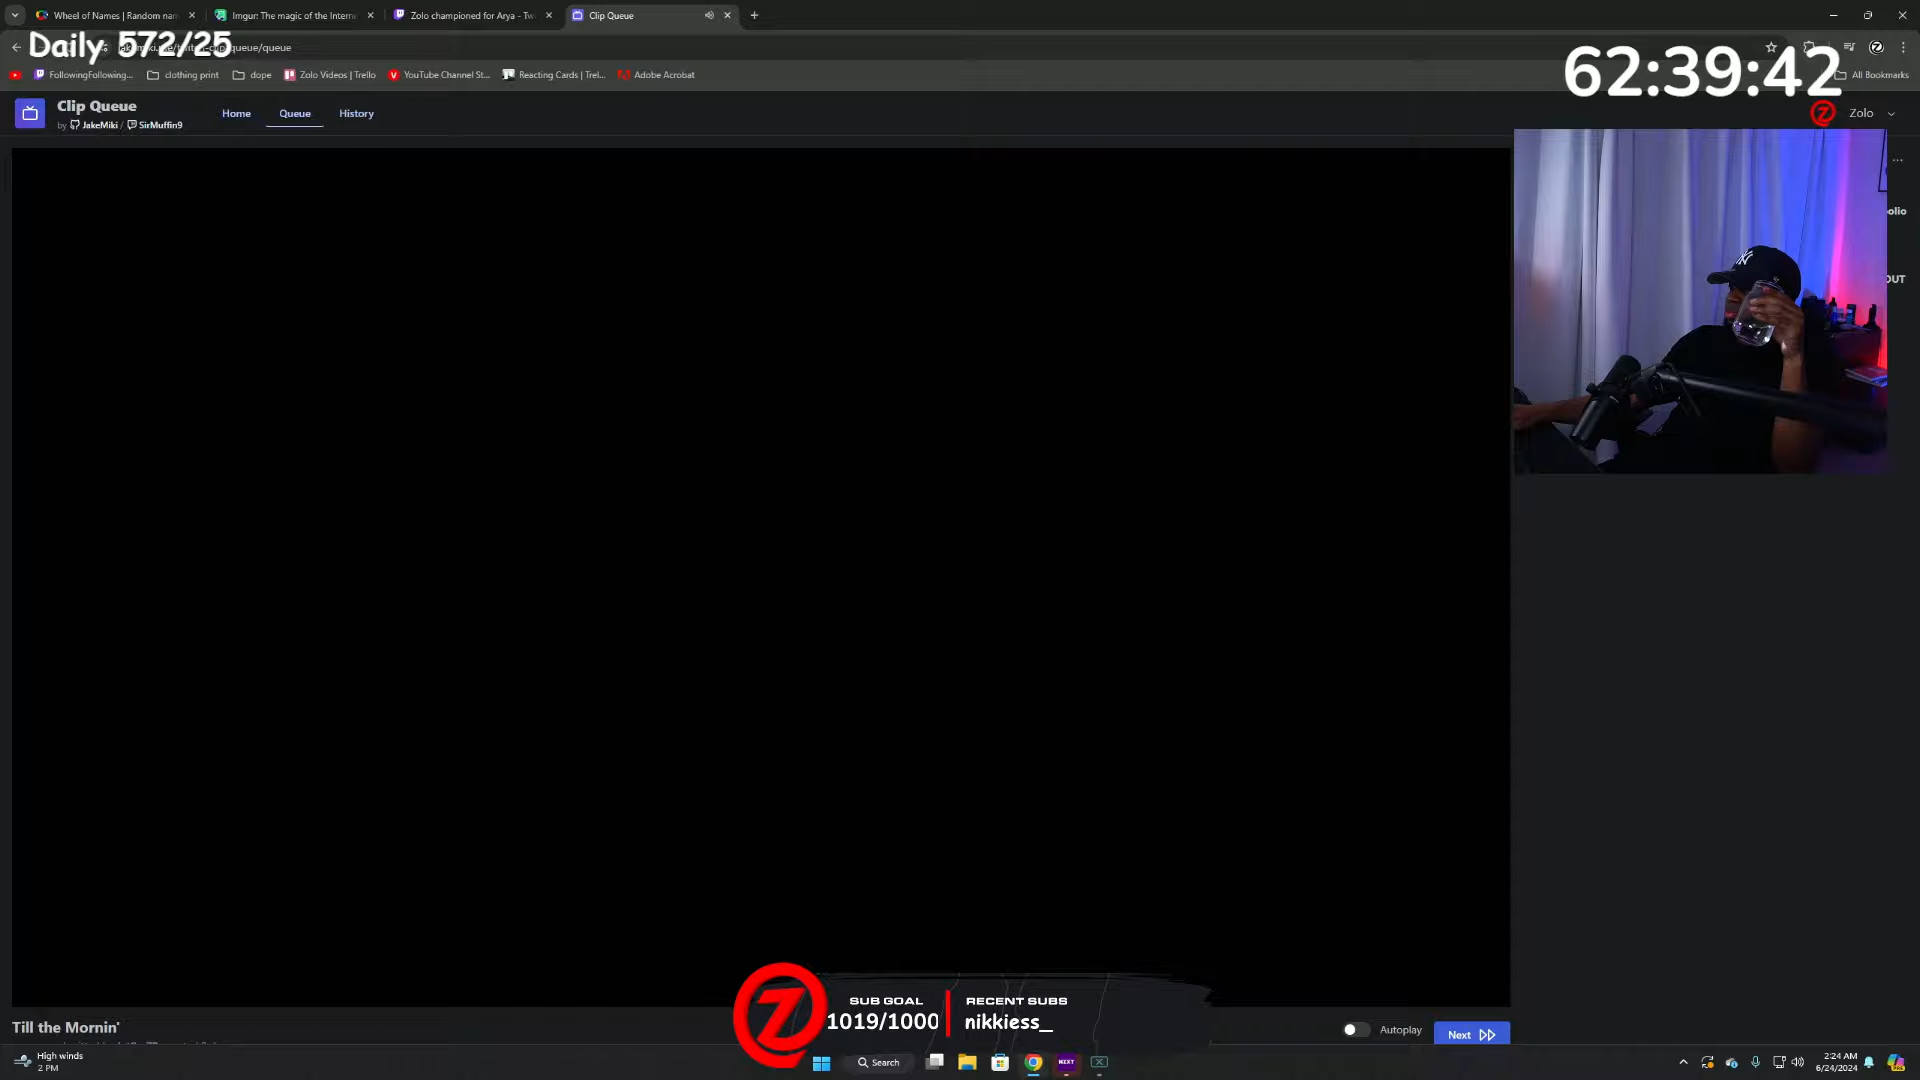 Wheel of Names | Random nam
Imgur: The magic of the Interne
Zolo championed for Arya - Tw
Clip Queue
Daily 572/25
queue/queue
62:39:42
FollowingFollowing...
clothing print
dope
Zolo Videos | Trello
YouTube Channel St...
Reacting Cards | Trel...
Adobe Acrobat
All Bookmarks
Clip Queue
by JakeMiki / SirMuffin9
Home
Queue
History
Zolo
olio
OUT
SUB GOAL
1019/1000
RECENT SUBS
nikkiess_
Till the Mornin'
Autoplay
Next
High winds
2 PM
Search
NEXT
2:24 AM
6/24/2024